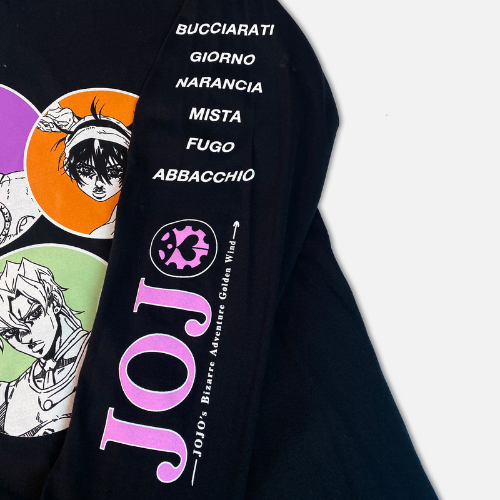 BUCCIARATI
GIORNO
NARANCIA
MISTA
FUGO
ABBACCHIO
JOJO
JOJO's Bizarre Adventure Golden Wind